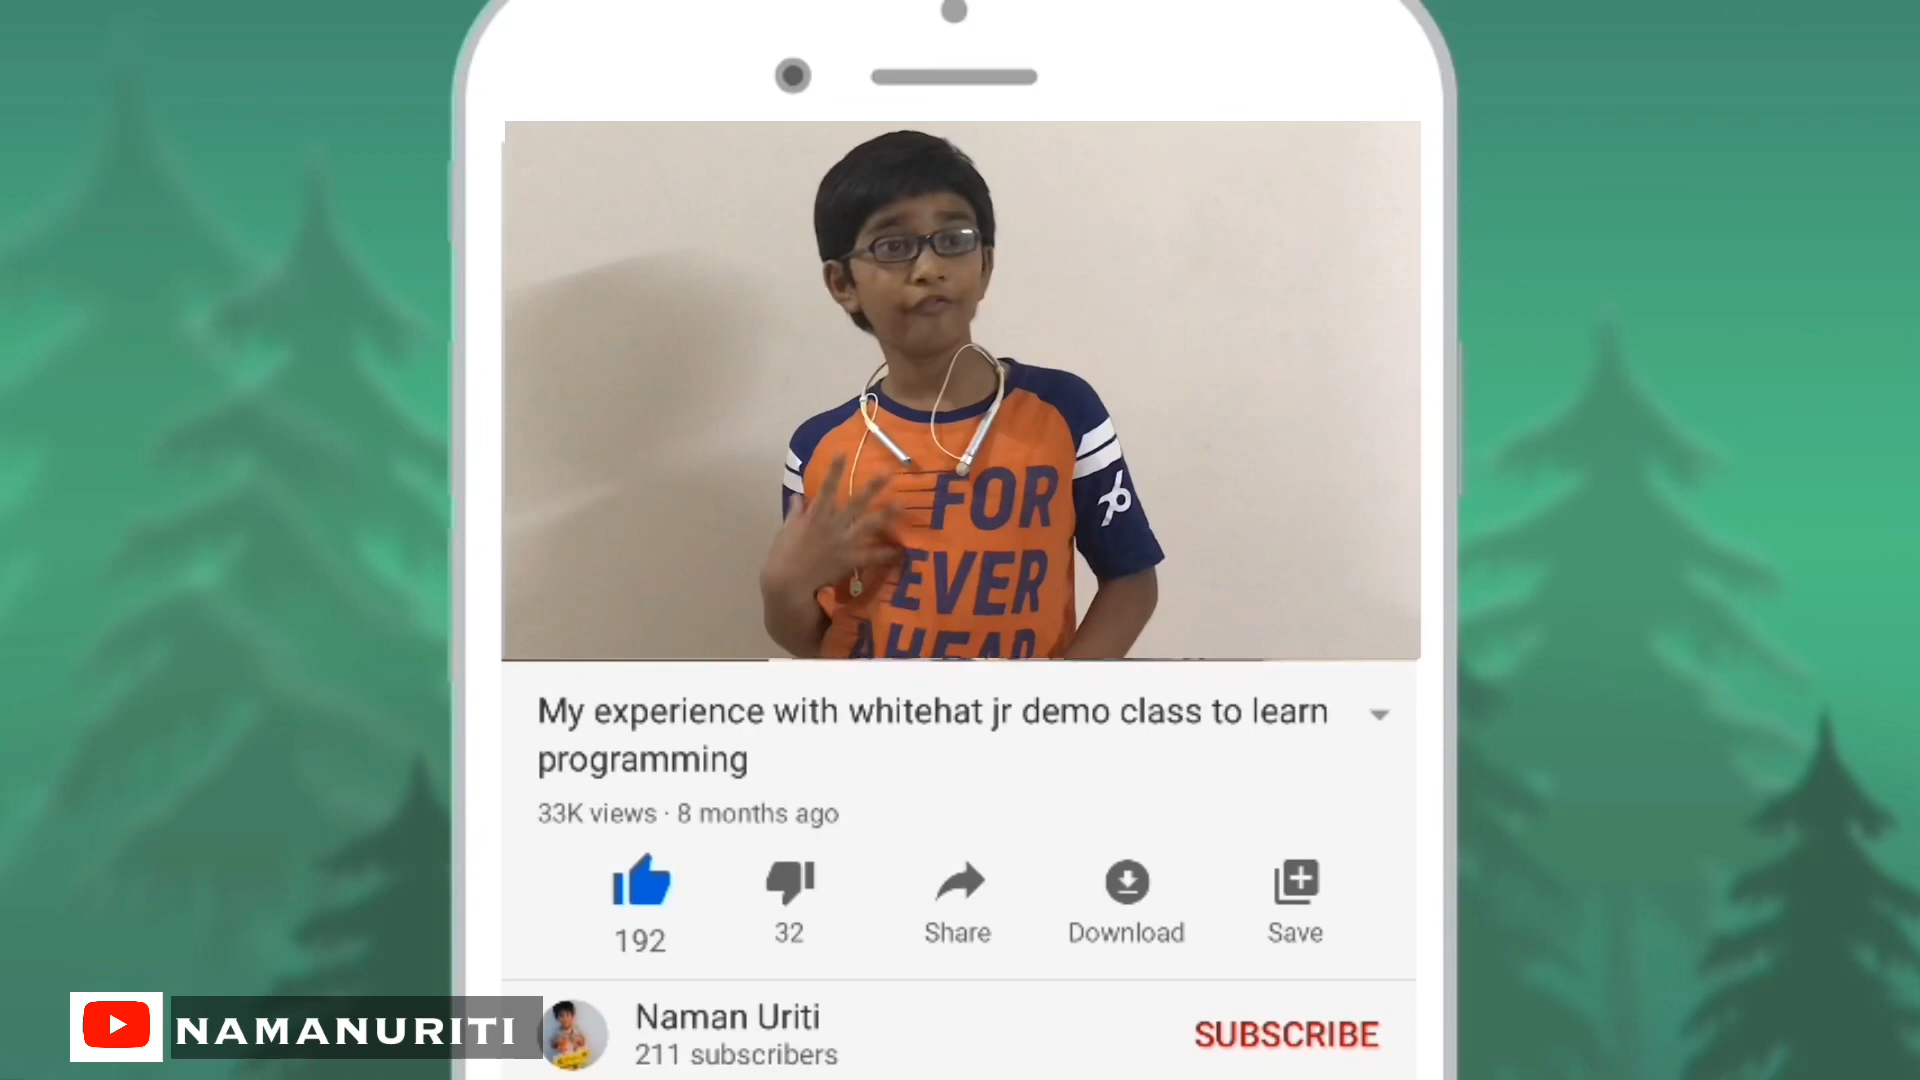 FOR
EVER
AHEAD
My experience with whitehat jr demo class to learn
programming
33K views · 8 months ago
192
32
Share
Download
Save
NAMANURITI
Naman Uriti
211 subscribers
SUBSCRIBE